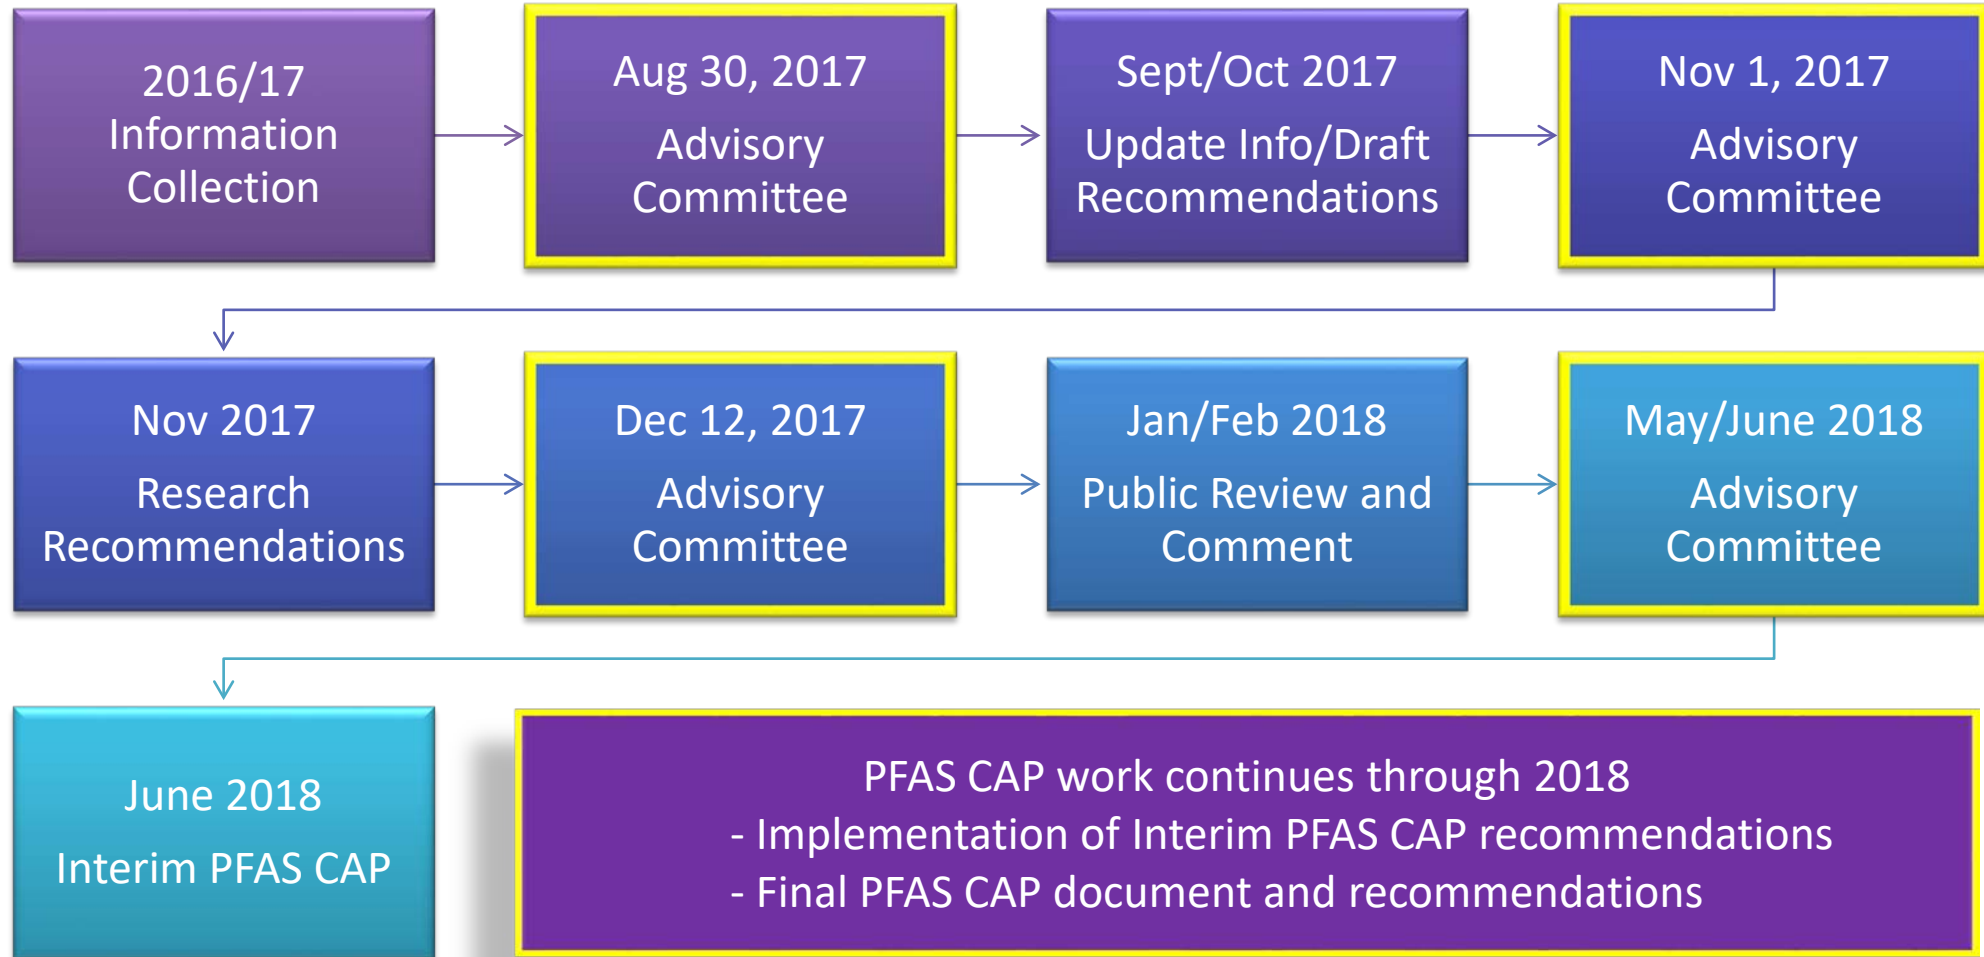 2016/17
Information
Collection
Aug 30, 2017
Advisory
Committee
Sept/Oct 2017
Update Info/Draft
Recommendations
Nov 1, 2017
Advisory
Committee
Nov 2017
Research
Recommendations
Dec 12, 2017
Advisory
Committee
Jan/Feb 2018
Public Review and
Comment
May/June 2018
Advisory
Committee
June 2018
Interim PFAS CAP
PFAS CAP work continues through 2018
- Implementation of Interim PFAS CAP recommendations
- Final PFAS CAP document and recommendations